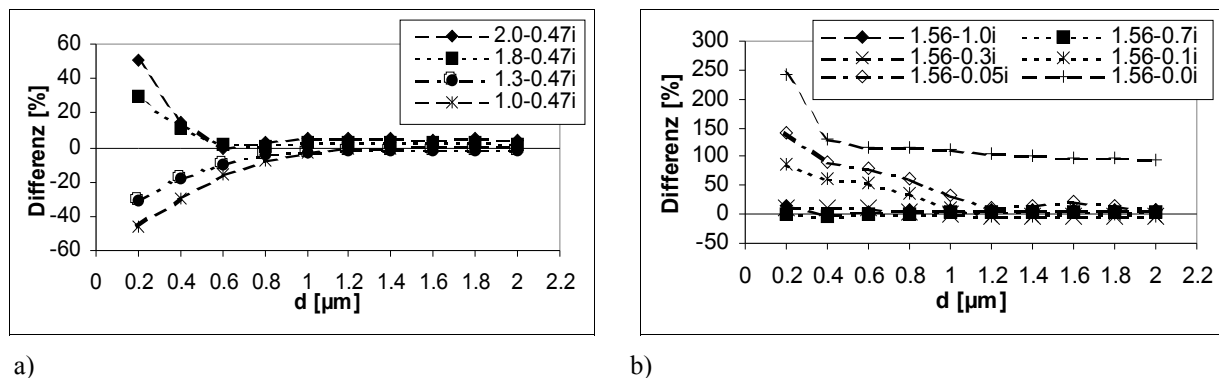 60
40
20
0
-20
-40
-60
Differenz [%]
0 0.2 0.4 0.6 0.8 1 1.2 1.4 1.6 1.8 2 2.2
d [µm]
2.0-0.47i
1.8-0.47i
1.3-0.47i
1.0-0.47i
a)
300
250
200
150
100
50
0
-50
Differenz [%]
0 0.2 0.4 0.6 0.8 1 1.2 1.4 1.6 1.8 2 2.2
d [µm]
1.56-1.0i 1.56-0.7i
1.56-0.3i 1.56-0.1i
1.56-0.05i 1.56-0.0i
b)